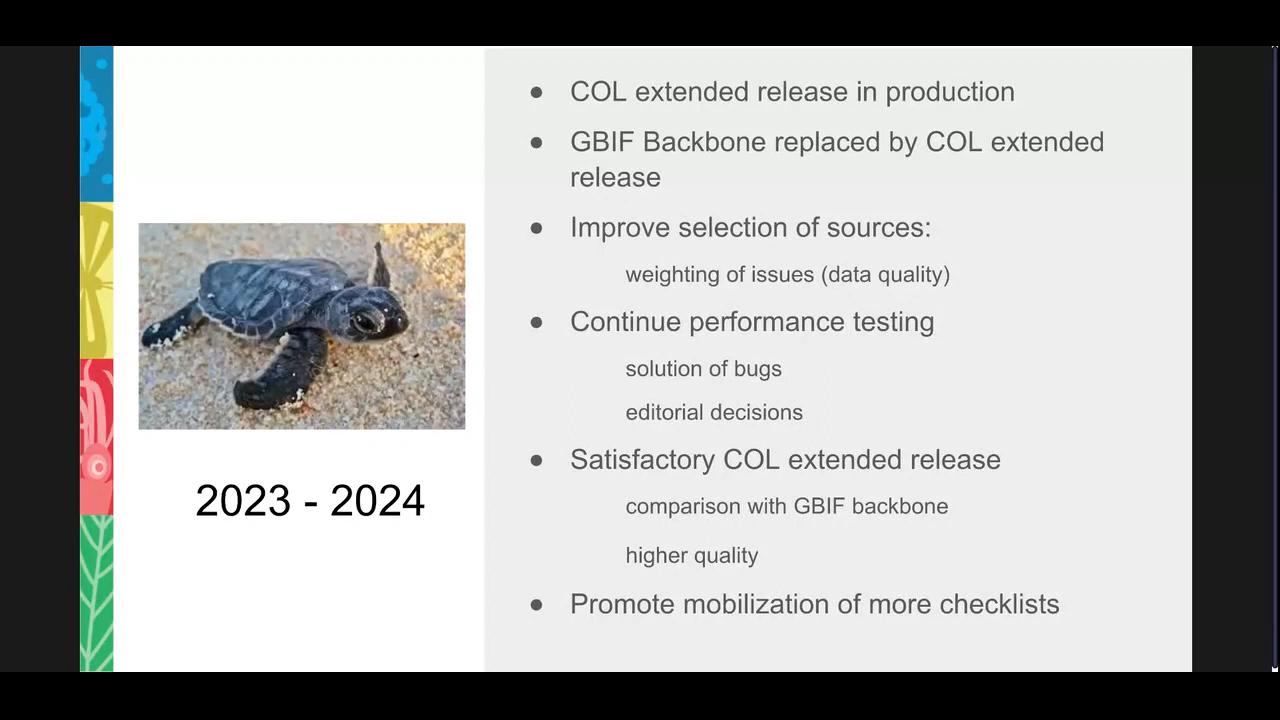 COL extended release in production
GBIF Backbone replaced by COL extended
release
Improve selection of sources:
weighting of issues (data quality)
Continue performance testing
solution of bugs
editorial decisions
Satisfactory COL extended release
comparison with GBIF backbone
higher quality
Promote mobilization of more checklists
2023 - 2024